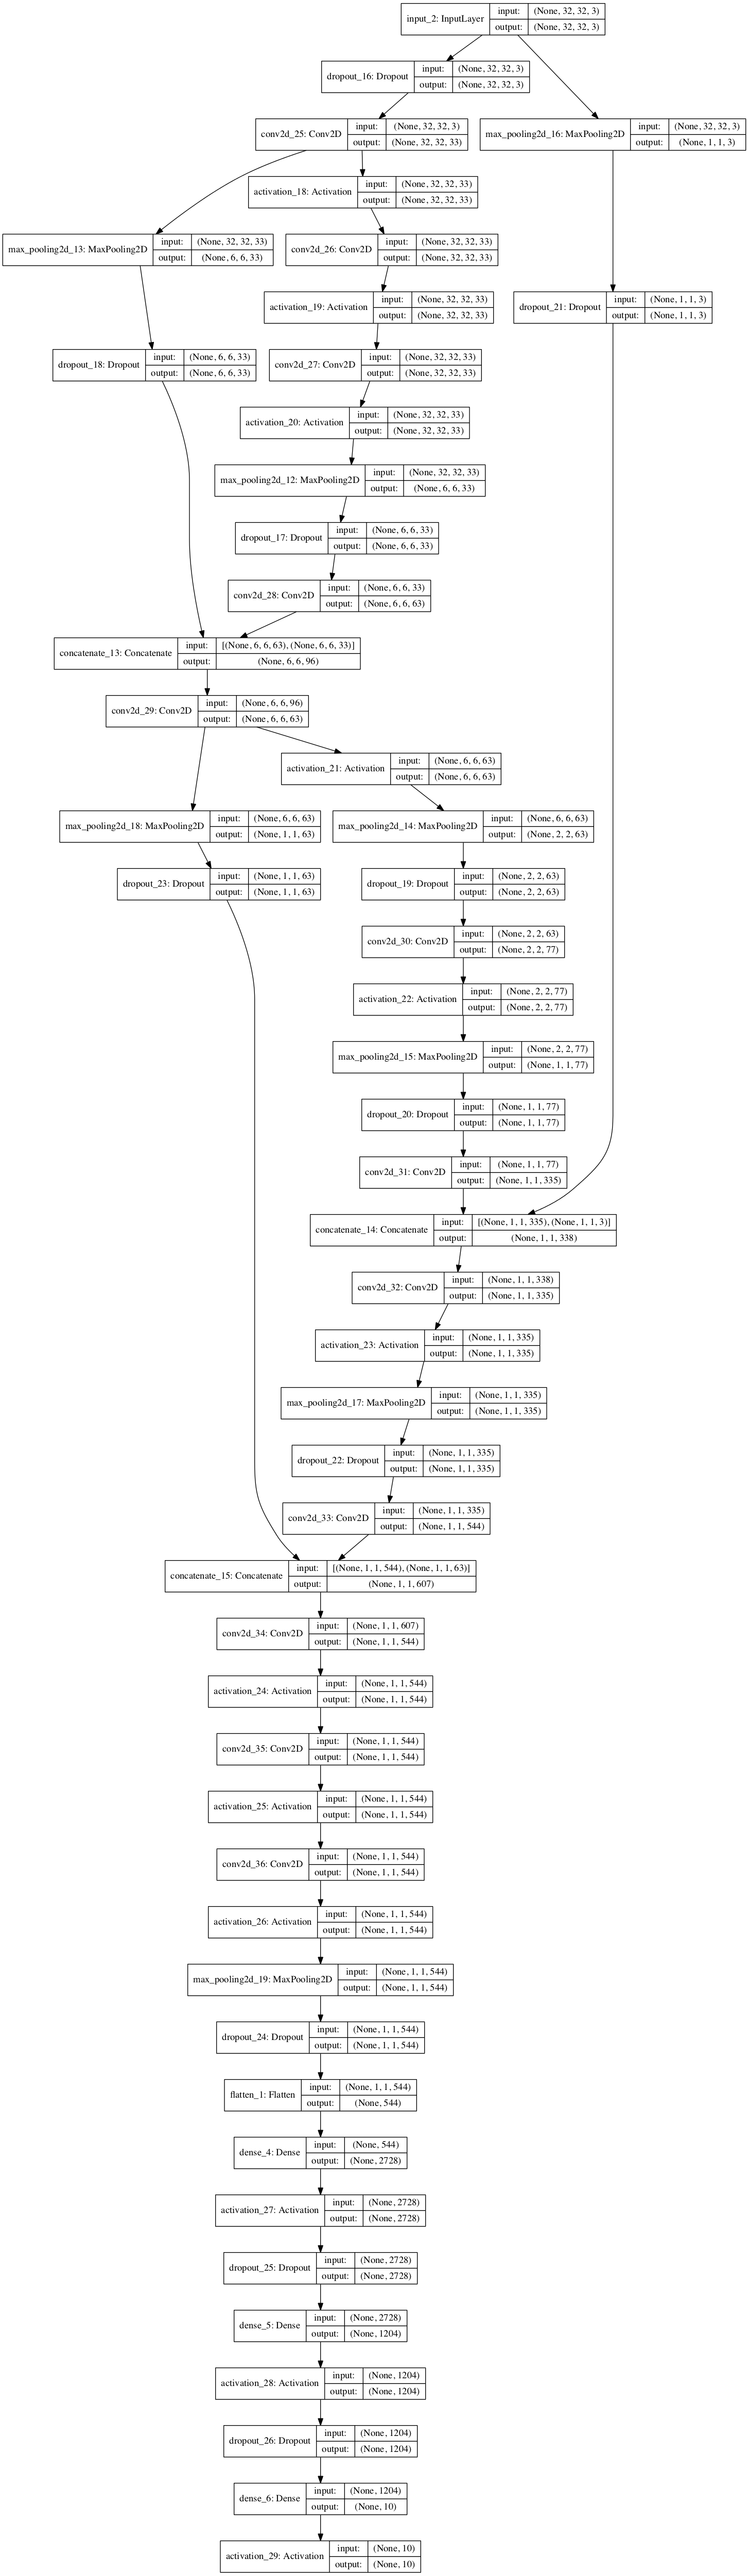 input_2: InputLayer
input: (None, 32, 32, 3)
output: (None, 32, 32, 3)
dropout_16: Dropout
input: (None, 32, 32, 3)
output: (None, 32, 32, 3)
conv2d_25: Conv2D
input: (None, 32, 32, 3)
output: (None, 32, 32, 33)
max_pooling2d_16: MaxPooling2D
input: (None, 32, 32, 3)
output: (None, 1, 1, 3)
activation_18: Activation
input: (None, 32, 32, 33)
output: (None, 32, 32, 33)
max_pooling2d_13: MaxPooling2D
input: (None, 32, 32, 33)
output: (None, 6, 6, 33)
conv2d_26: Conv2D
input: (None, 32, 32, 33)
output: (None, 32, 32, 33)
activation_19: Activation
input: (None, 32, 32, 33)
output: (None, 32, 32, 33)
dropout_21: Dropout
input: (None, 1, 1, 3)
output: (None, 1, 1, 3)
dropout_18: Dropout
input: (None, 6, 6, 33)
output: (None, 6, 6, 33)
conv2d_27: Conv2D
input: (None, 32, 32, 33)
output: (None, 32, 32, 33)
activation_20: Activation
input: (None, 32, 32, 33)
output: (None, 32, 32, 33)
max_pooling2d_12: MaxPooling2D
input: (None, 32, 32, 33)
output: (None, 6, 6, 33)
dropout_17: Dropout
input: (None, 6, 6, 33)
output: (None, 6, 6, 33)
conv2d_28: Conv2D
input: (None, 6, 6, 33)
output: (None, 6, 6, 63)
concatenate_13: Concatenate
input: [(None, 6, 6, 63), (None, 6, 6, 33)]
output: (None, 6, 6, 96)
conv2d_29: Conv2D
input: (None, 6, 6, 96)
output: (None, 6, 6, 63)
activation_21: Activation
input: (None, 6, 6, 63)
output: (None, 6, 6, 63)
max_pooling2d_18: MaxPooling2D
input: (None, 6, 6, 63)
output: (None, 1, 1, 63)
max_pooling2d_14: MaxPooling2D
input: (None, 6, 6, 63)
output: (None, 2, 2, 63)
dropout_23: Dropout
input: (None, 1, 1, 63)
output: (None, 1, 1, 63)
dropout_19: Dropout
input: (None, 2, 2, 63)
output: (None, 2, 2, 63)
conv2d_30: Conv2D
input: (None, 2, 2, 63)
output: (None, 2, 2, 77)
activation_22: Activation
input: (None, 2, 2, 77)
output: (None, 2, 2, 77)
max_pooling2d_15: MaxPooling2D
input: (None, 2, 2, 77)
output: (None, 1, 1, 77)
dropout_20: Dropout
input: (None, 1, 1, 77)
output: (None, 1, 1, 77)
conv2d_31: Conv2D
input: (None, 1, 1, 77)
output: (None, 1, 1, 335)
concatenate_14: Concatenate
input: [(None, 1, 1, 335), (None, 1, 1, 3)]
output: (None, 1, 1, 338)
conv2d_32: Conv2D
input: (None, 1, 1, 338)
output: (None, 1, 1, 335)
activation_23: Activation
input: (None, 1, 1, 335)
output: (None, 1, 1, 335)
max_pooling2d_17: MaxPooling2D
input: (None, 1, 1, 335)
output: (None, 1, 1, 335)
dropout_22: Dropout
input: (None, 1, 1, 335)
output: (None, 1, 1, 335)
conv2d_33: Conv2D
input: (None, 1, 1, 335)
output: (None, 1, 1, 544)
concatenate_15: Concatenate
input: [(None, 1, 1, 544), (None, 1, 1, 63)]
output: (None, 1, 1, 607)
conv2d_34: Conv2D
input: (None, 1, 1, 607)
output: (None, 1, 1, 544)
activation_24: Activation
input: (None, 1, 1, 544)
output: (None, 1, 1, 544)
conv2d_35: Conv2D
input: (None, 1, 1, 544)
output: (None, 1, 1, 544)
activation_25: Activation
input: (None, 1, 1, 544)
output: (None, 1, 1, 544)
conv2d_36: Conv2D
input: (None, 1, 1, 544)
output: (None, 1, 1, 544)
activation_26: Activation
input: (None, 1, 1, 544)
output: (None, 1, 1, 544)
max_pooling2d_19: MaxPooling2D
input: (None, 1, 1, 544)
output: (None, 1, 1, 544)
dropout_24: Dropout
input: (None, 1, 1, 544)
output: (None, 1, 1, 544)
flatten_1: Flatten
input: (None, 1, 1, 544)
output: (None, 544)
dense_4: Dense
input: (None, 544)
output: (None, 2728)
activation_27: Activation
input: (None, 2728)
output: (None, 2728)
dropout_25: Dropout
input: (None, 2728)
output: (None, 2728)
dense_5: Dense
input: (None, 2728)
output: (None, 1204)
activation_28: Activation
input: (None, 1204)
output: (None, 1204)
dropout_26: Dropout
input: (None, 1204)
output: (None, 1204)
dense_6: Dense
input: (None, 1204)
output: (None, 10)
activation_29: Activation
input: (None, 10)
output: (None, 10)